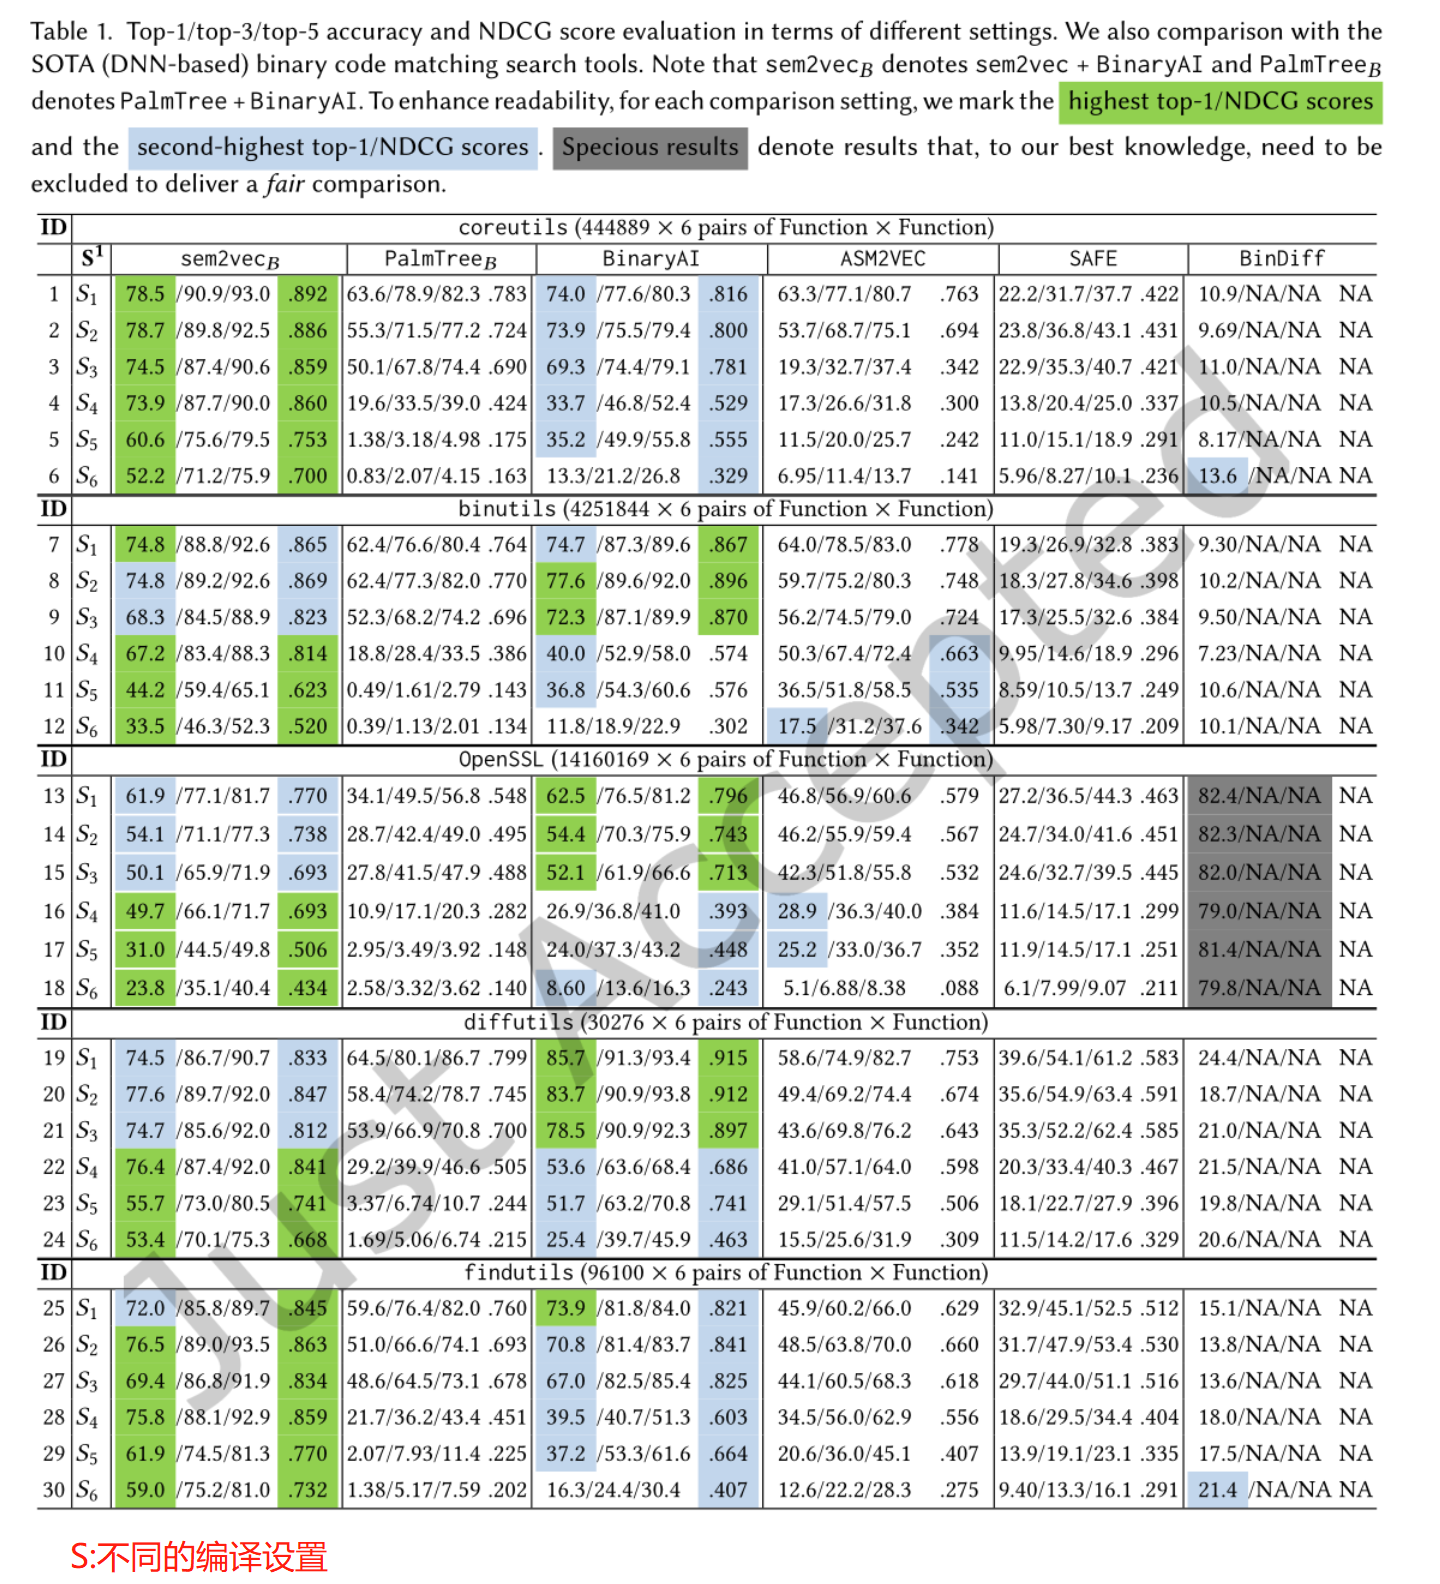 Table 1. Top-1/top-3/top-5 accuracy and NDCG score evaluation in terms of different settings. We also comparison with the
SOTA (DNN-based) binary code matching search tools. Note that sem2vecB denotes sem2vec + BinaryAI and PalmTreeB
denotes PalmTree + BinaryAI. To enhance readability, for each comparison setting, we mark the highest top-1/NDCG scores
and the second-highest top-1/NDCG scores . Specious results denote results that, to our best knowledge, need to be
excluded to deliver a fair comparison.
ID coreutils (444889 × 6 pairs of Function × Function)
S1 sem2vecB PalmTreeB BinaryAI ASM2VEC SAFE BinDiff
1 S1 78.5 /90.9/93.0 .892 63.6/78.9/82.3 .783 74.0 /77.6/80.3 .816 63.3/77.1/80.7 .763 22.2/31.7/37.7 .422 10.9/NA/NA NA
2 S2 78.7 /89.8/92.5 .886 55.3/71.5/77.2 .724 73.9 /75.5/79.4 .800 53.7/68.7/75.1 .694 23.8/36.8/43.1 .431 9.69/NA/NA NA
3 S3 74.5 /87.4/90.6 .859 50.1/67.8/74.4 .690 69.3 /74.4/79.1 .781 19.3/32.7/37.4 .342 22.9/35.3/40.7 .421 11.0/NA/NA NA
4 S4 73.9 /87.7/90.0 .860 19.6/33.5/39.0 .424 33.7 /46.8/52.4 .529 17.3/26.6/31.8 .300 13.8/20.4/25.0 .337 10.5/NA/NA NA
5 S5 60.6 /75.6/79.5 .753 1.38/3.18/4.98 .175 35.2 /49.9/55.8 .555 11.5/20.0/25.7 .242 11.0/15.1/18.9 .291 8.17/NA/NA NA
6 S6 52.2 /71.2/75.9 .700 0.83/2.07/4.15 .163 13.3/21.2/26.8 .329 6.95/11.4/13.7 .141 5.96/8.27/10.1 .236 13.6 /NA/NA NA
ID binutils (4251844 × 6 pairs of Function × Function)
7 S1 74.8 /88.8/92.6 .865 62.4/76.6/80.4 .764 74.7 /87.3/89.6 .867 64.0/78.5/83.0 .778 19.3/26.9/32.8 .383 9.30/NA/NA NA
8 S2 74.8 /89.2/92.6 .869 62.4/77.3/82.0 .770 77.6 /89.6/92.0 .896 59.7/75.2/80.3 .748 18.3/27.8/34.6 .398 10.2/NA/NA NA
9 S3 68.3 /84.5/88.9 .823 52.3/68.2/74.2 .696 72.3 /87.1/89.9 .870 56.2/74.5/79.0 .724 17.3/25.5/32.6 .384 9.50/NA/NA NA
10 S4 67.2 /83.4/88.3 .814 18.8/28.4/33.5 .386 40.0 /52.9/58.0 .574 50.3/67.4/72.4 .663 9.95/14.6/18.9 .296 7.23/NA/NA NA
11 S5 44.2 /59.4/65.1 .623 0.49/1.61/2.79 .143 36.8 /54.3/60.6 .576 36.5/51.8/58.5 .535 8.59/10.5/13.7 .249 10.6/NA/NA NA
12 S6 33.5 /46.3/52.3 .520 0.39/1.13/2.01 .134 11.8/18.9/22.9 .302 17.5 /31.2/37.6 .342 5.98/7.30/9.17 .209 10.1/NA/NA NA
ID OpenSSL (14160169 × 6 pairs of Function × Function)
13 S1 61.9 /77.1/81.7 .770 34.1/49.5/56.8 .548 62.5 /76.5/81.2 .796 46.8/56.9/60.6 .579 27.2/36.5/44.3 .463 82.4/NA/NA NA
14 S2 54.1 /71.1/77.3 .738 28.7/42.4/49.0 .495 54.4 /70.3/75.9 .743 46.2/55.9/59.4 .567 24.7/34.0/41.6 .451 82.3/NA/NA NA
15 S3 50.1 /65.9/71.9 .693 27.8/41.5/47.9 .488 52.1 /61.9/66.6 .713 42.3/51.8/55.8 .532 24.6/32.7/39.5 .445 82.0/NA/NA NA
16 S4 49.7 /66.1/71.7 .693 10.9/17.1/20.3 .282 26.9/36.8/41.0 .393 28.9 /36.3/40.0 .384 11.6/14.5/17.1 .299 79.0/NA/NA NA
17 S5 31.0 /44.5/49.8 .506 2.95/3.49/3.92 .148 24.0/37.3/43.2 .448 25.2 /33.0/36.7 .352 11.9/14.5/17.1 .251 81.4/NA/NA NA
18 S6 23.8 /35.1/40.4 .434 2.58/3.32/3.62 .140 8.60 /13.6/16.3 .243 5.1/6.88/8.38 .088 6.1/7.99/9.07 .211 79.8/NA/NA NA
ID diffutils (30276 × 6 pairs of Function × Function)
19 S1 74.5 /86.7/90.7 .833 64.5/80.1/86.7 .799 85.7 /91.3/93.4 .915 58.6/74.9/82.7 .753 39.6/54.1/61.2 .583 24.4/NA/NA NA
20 S2 77.6 /89.7/92.0 .847 58.4/74.2/78.7 .745 83.7 /90.9/93.8 .912 49.4/69.2/74.4 .674 35.6/54.9/63.4 .591 18.7/NA/NA NA
21 S3 74.7 /85.6/92.0 .812 53.9/66.9/70.8 .700 78.5 /90.9/92.3 .897 43.6/69.8/76.2 .643 35.3/52.2/62.4 .585 21.0/NA/NA NA
22 S4 76.4 /87.4/92.0 .841 29.2/39.9/46.6 .505 53.6 /63.6/68.4 .686 41.0/57.1/64.0 .598 20.3/33.4/40.3 .467 21.5/NA/NA NA
23 S5 55.7 /73.0/80.5 .741 3.37/6.74/10.7 .244 51.7 /63.2/70.8 .741 29.1/51.4/57.5 .506 18.1/22.7/27.9 .396 19.8/NA/NA NA
24 S6 53.4 /70.1/75.3 .668 1.69/5.06/6.74 .215 25.4 /39.7/45.9 .463 15.5/25.6/31.9 .309 11.5/14.2/17.6 .329 20.6/NA/NA NA
ID findutils (96100 × 6 pairs of Function × Function)
25 S1 72.0 /85.8/89.7 .845 59.6/76.4/82.0 .760 73.9 /81.8/84.0 .821 45.9/60.2/66.0 .629 32.9/45.1/52.5 .512 15.1/NA/NA NA
26 S2 76.5 /89.0/93.5 .863 51.0/66.6/74.1 .693 70.8 /81.4/83.7 .841 48.5/63.8/70.0 .660 31.7/47.9/53.4 .530 13.8/NA/NA NA
27 S3 69.4 /86.8/91.9 .834 48.6/64.5/73.1 .678 67.0 /82.5/85.4 .825 44.1/60.5/68.3 .618 29.7/44.0/51.1 .516 13.6/NA/NA NA
28 S4 75.8 /88.1/92.9 .859 21.7/36.2/43.4 .451 39.5 /40.7/51.3 .603 34.5/56.0/62.9 .556 18.6/29.5/34.4 .404 18.0/NA/NA NA
29 S5 61.9 /74.5/81.3 .770 2.07/7.93/11.4 .225 37.2 /53.3/61.6 .664 20.6/36.0/45.1 .407 13.9/19.1/23.1 .335 17.5/NA/NA NA
30 S6 59.0 /75.2/81.0 .732 1.38/5.17/7.59 .202 16.3/24.4/30.4 .407 12.6/22.2/28.3 .275 9.40/13.3/16.1 .291 21.4 /NA/NA NA
Just Accepted
S:不同的编译设置